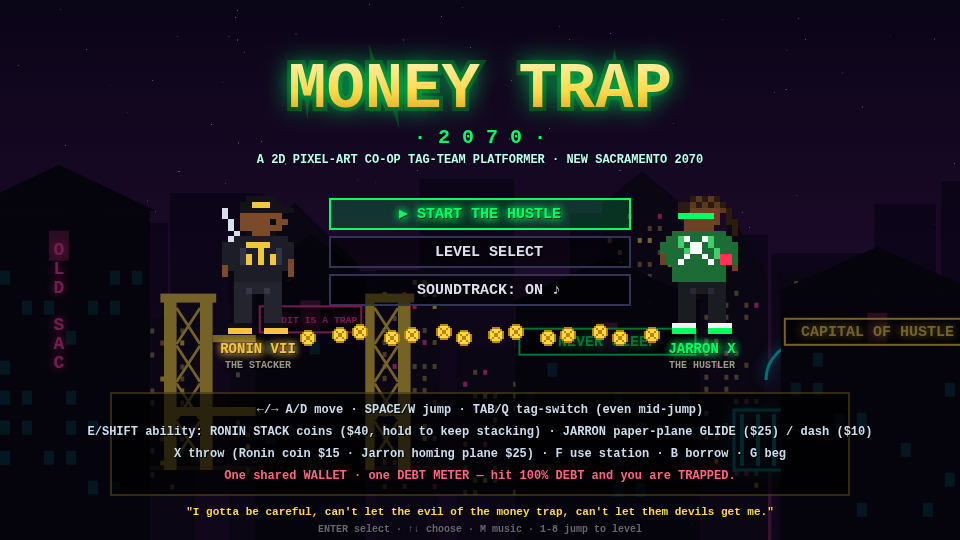 MONEY TRAP
· 2 0 7 0 ·
A 2D PIXEL-ART CO-OP TAG-TEAM PLATFORMER · NEW SACRAMENTO 2070
▶ START THE HUSTLE
LEVEL SELECT
SOUNDTRACK: ON ♪
OLD SAC
DIT IS A TRAP
CAPITAL OF HUSTLE
RONIN VII
THE STACKER
JARRON X
THE HUSTLER
←/→ A/D move · SPACE/W jump · TAB/Q tag-switch (even mid-jump)
E/SHIFT ability: RONIN STACK coins ($40, hold to keep stacking) · JARRON paper-plane GLIDE ($25) / dash ($10)
X throw (Ronin coin $15 · Jarron homing plane $25) · F use station · B borrow · G beg
One shared WALLET · one DEBT METER — hit 100% DEBT and you are TRAPPED.
"I gotta be careful, can't let the evil of the money trap, can't let them devils get me."
ENTER select · ↑↓ choose · M music · 1-8 jump to level